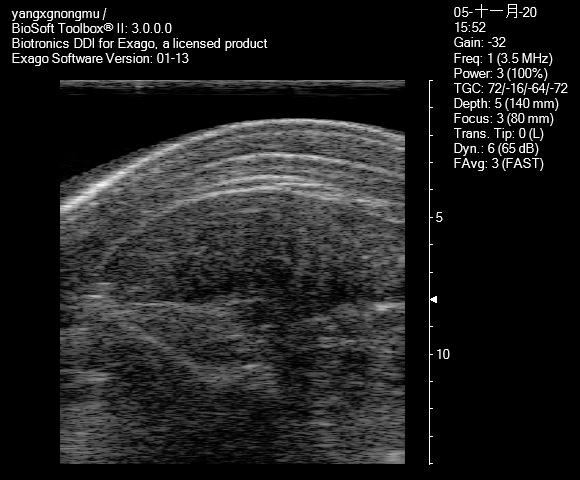 yangxgnongmu /
BioSoft Toolbox® II: 3.0.0.0
Biotronics DDI for Exago, a licensed product
Exago Software Version: 01-13
05-十一月-20
15:52
Gain: -32
Freq: 1 (3.5 MHz)
Power: 3 (100%)
TGC: 72/-16/-64/-72
Depth: 5 (140 mm)
Focus: 3 (80 mm)
Trans. Tip: 0 (L)
Dyn.: 6 (65 dB)
FAvg: 3 (FAST)
5
10